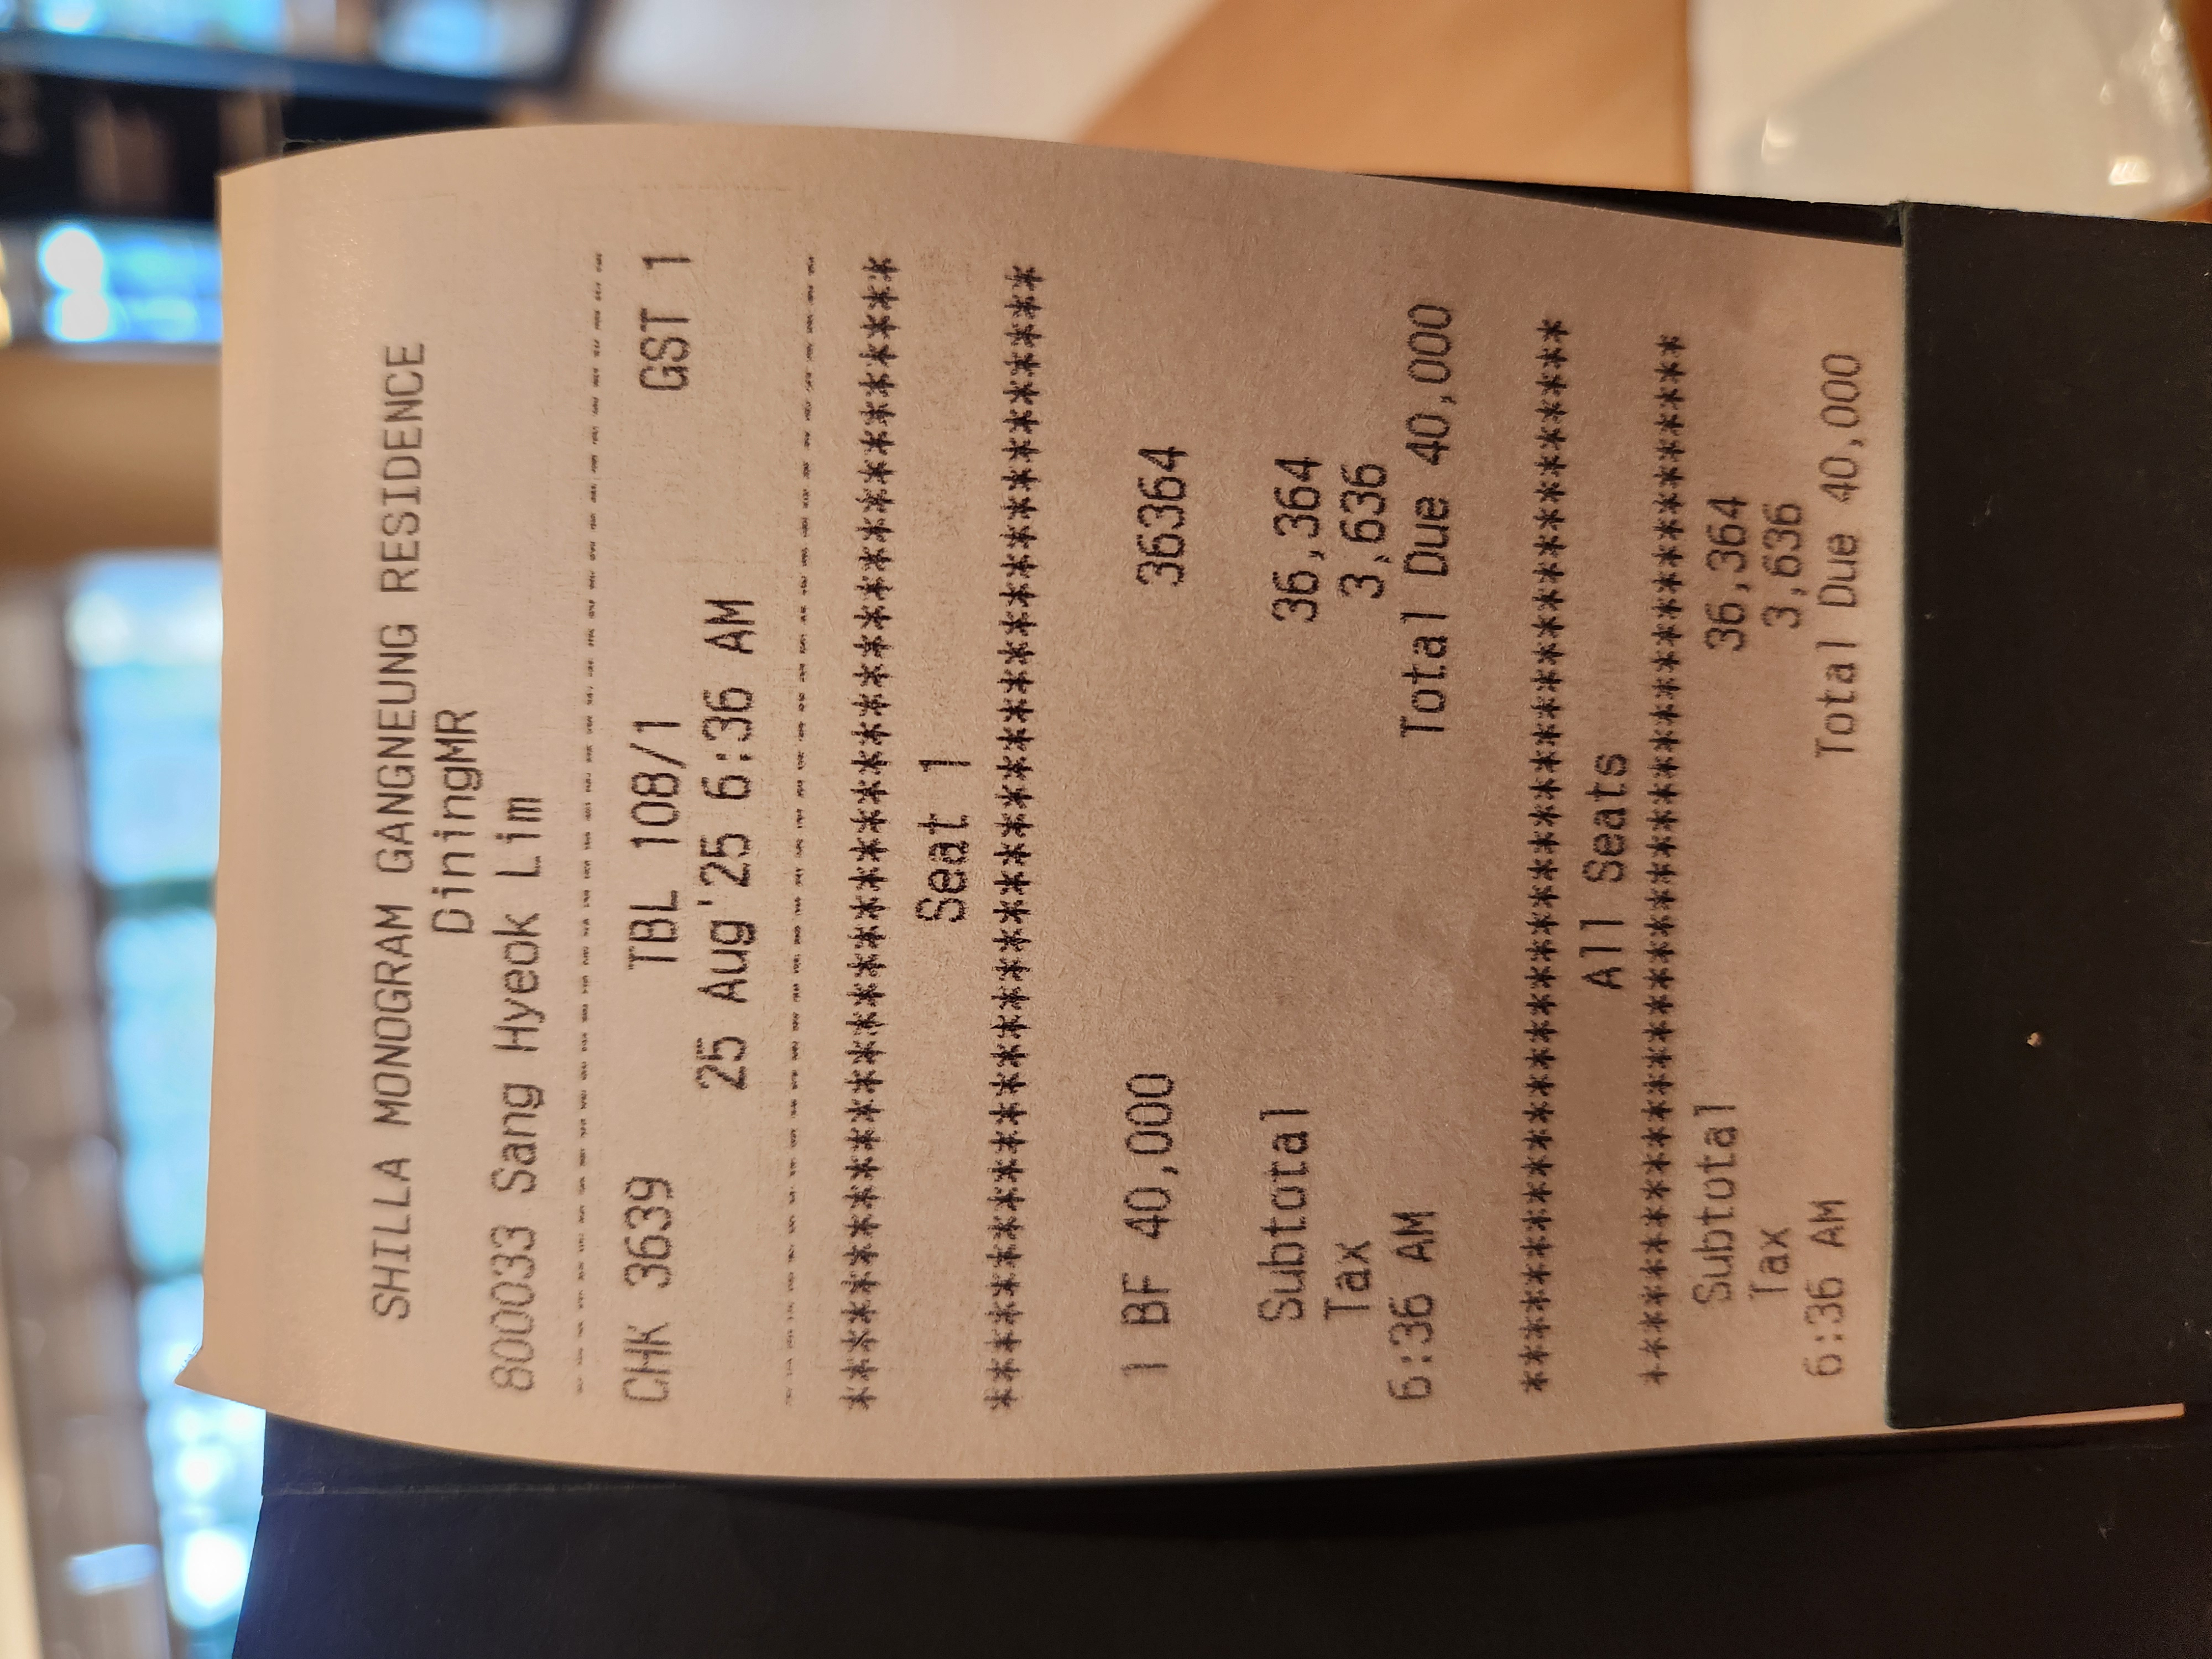 SHILLA MONOGRAM GANGNEUNG RESIDENCE
DiningMR
800033 Sang Hyeok Lim
----------------------------------------
CHK 3639 TBL 108/1 GST 1
25 Aug'25 6:36 AM
----------------------------------------
****************************************
Seat 1
****************************************
1 BF 40,000 36364
Subtotal 36,364
Tax 3,636
6:36 AM Total Due 40,000
****************************************
All Seats
****************************************
Subtotal 36,364
Tax 3,636
6:36 AM Total Due 40,000